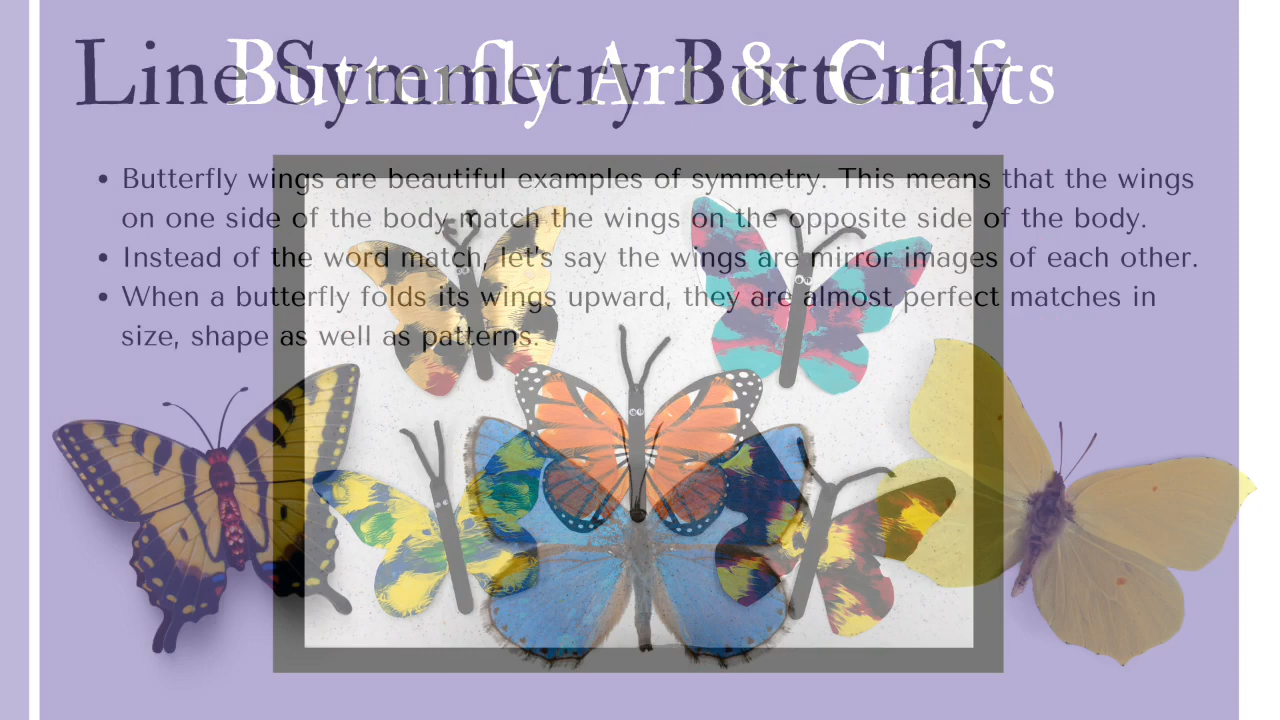 Line Symmetry Butterfly
Butterfly Art & Crafts
• Butterfly wings are beautiful examples of symmetry. This means that the wings
on one side of the body match the wings on the opposite side of the body.
• Instead of the word match, let's say the wings are mirror images of each other.
• When a butterfly folds its wings upward, they are almost perfect matches in
size, shape as well as patterns.